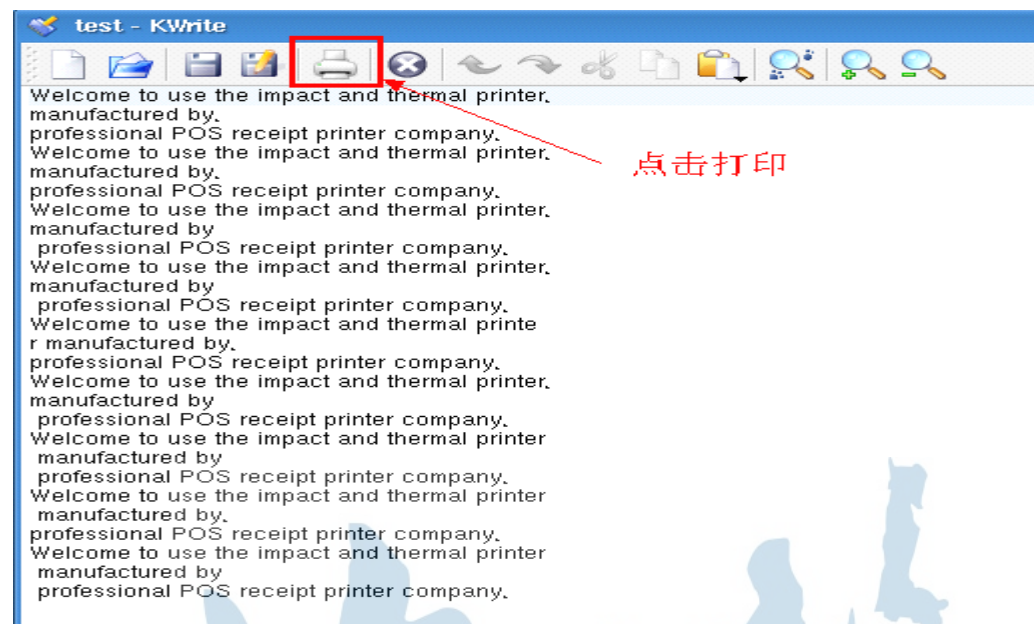 test - KWrite
Welcome to use the impact and thermal printer.
manufactured by.
professional POS receipt printer company.
Welcome to use the impact and thermal printer.
manufactured by.
professional POS receipt printer company.
Welcome to use the impact and thermal printer.
manufactured by
professional POS receipt printer company.
Welcome to use the impact and thermal printer.
manufactured by
professional POS receipt printer company.
Welcome to use the impact and thermal printe
r manufactured by.
professional POS receipt printer company.
Welcome to use the impact and thermal printer.
manufactured by
professional POS receipt printer company.
Welcome to use the impact and thermal printer
manufactured by
professional POS receipt printer company.
Welcome to use the impact and thermal printer
manufactured by.
professional POS receipt printer company.
Welcome to use the impact and thermal printer
manufactured by
professional POS receipt printer company.
点击打印